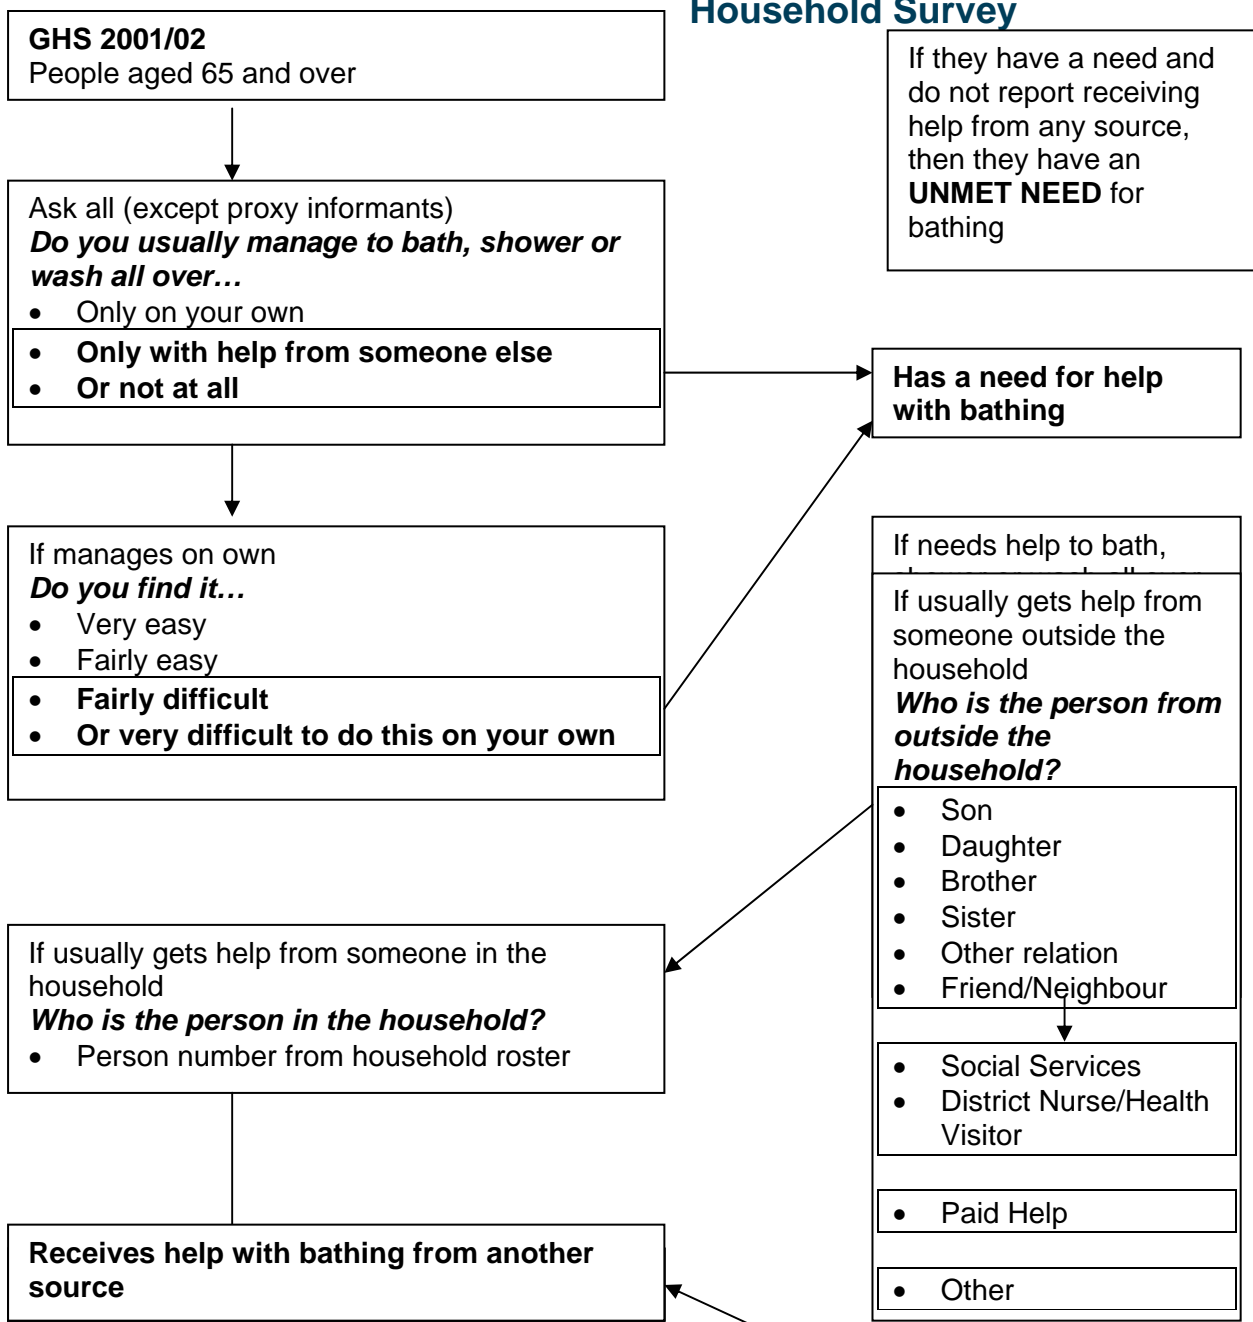 Household Survey
GHS 2001/02
People aged 65 and over
If they have a need and
do not report receiving
help from any source,
then they have an
UNMET NEED for
bathing
Ask all (except proxy informants)
Do you usually manage to bath, shower or
wash all over…
• Only on your own
• Only with help from someone else
• Or not at all
Has a need for help
with bathing
If manages on own
Do you find it…
• Very easy
• Fairly easy
• Fairly difficult
• Or very difficult to do this on your own
If needs help to bath,
If usually gets help from
someone outside the
household
Who is the person from
outside the
household?
• Son
• Daughter
• Brother
• Sister
• Other relation
• Friend/Neighbour
• Social Services
• District Nurse/Health
Visitor
• Paid Help
• Other
If usually gets help from someone in the
household
Who is the person in the household?
• Person number from household roster
Receives help with bathing from another
source